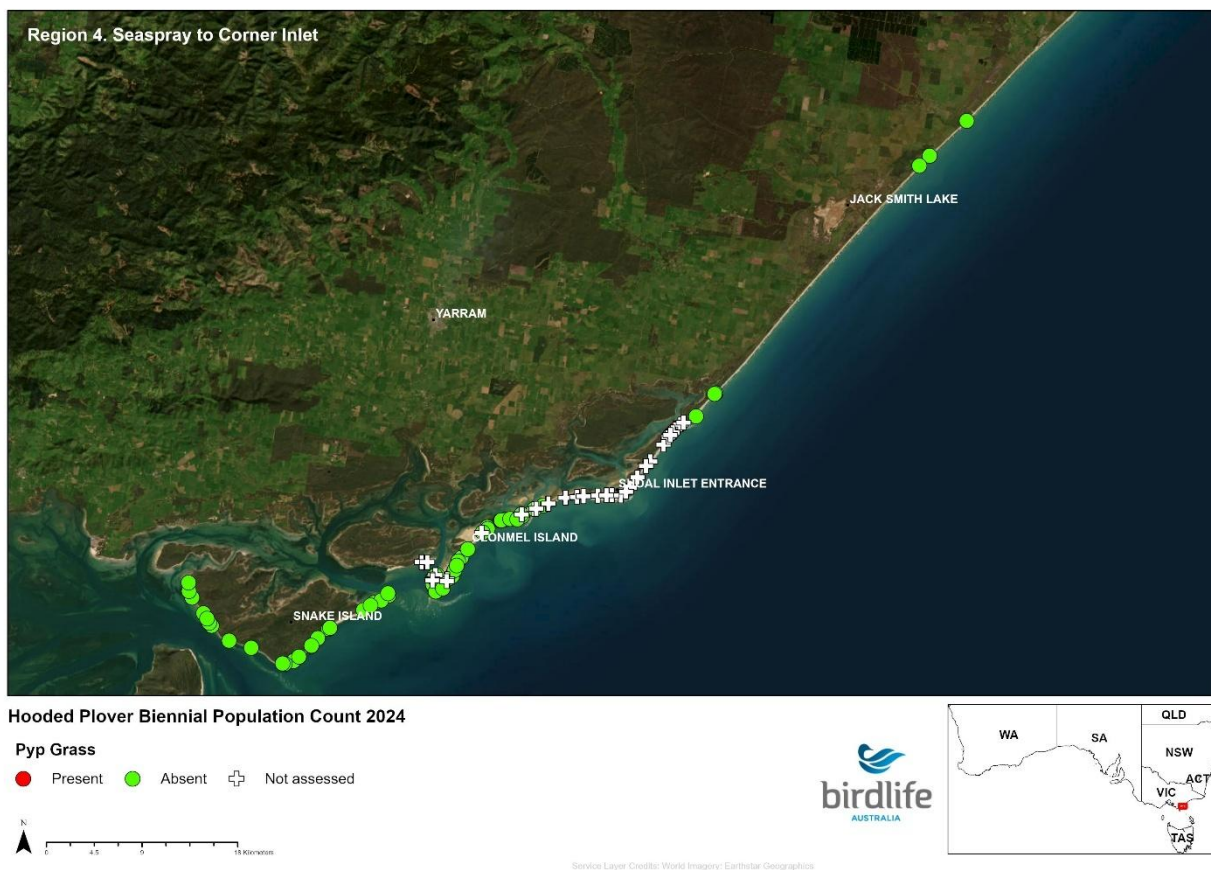 Region 4. Seaspray to Corner Inlet
JACK SMITH LAKE
YARRAM
SHOAL INLET ENTRANCE
CLONMEL ISLAND
SNAKE ISLAND
Hooded Plover Biennial Population Count 2024
Pyp Grass
Present Absent Not assessed
N
0 4.5 9 18 Kilometers
birdlife
AUSTRALIA
WA
SA
QLD
NSW
ACT
VIC
TAS
Service Layer Credits: World Imagery: Earthstar Geographics